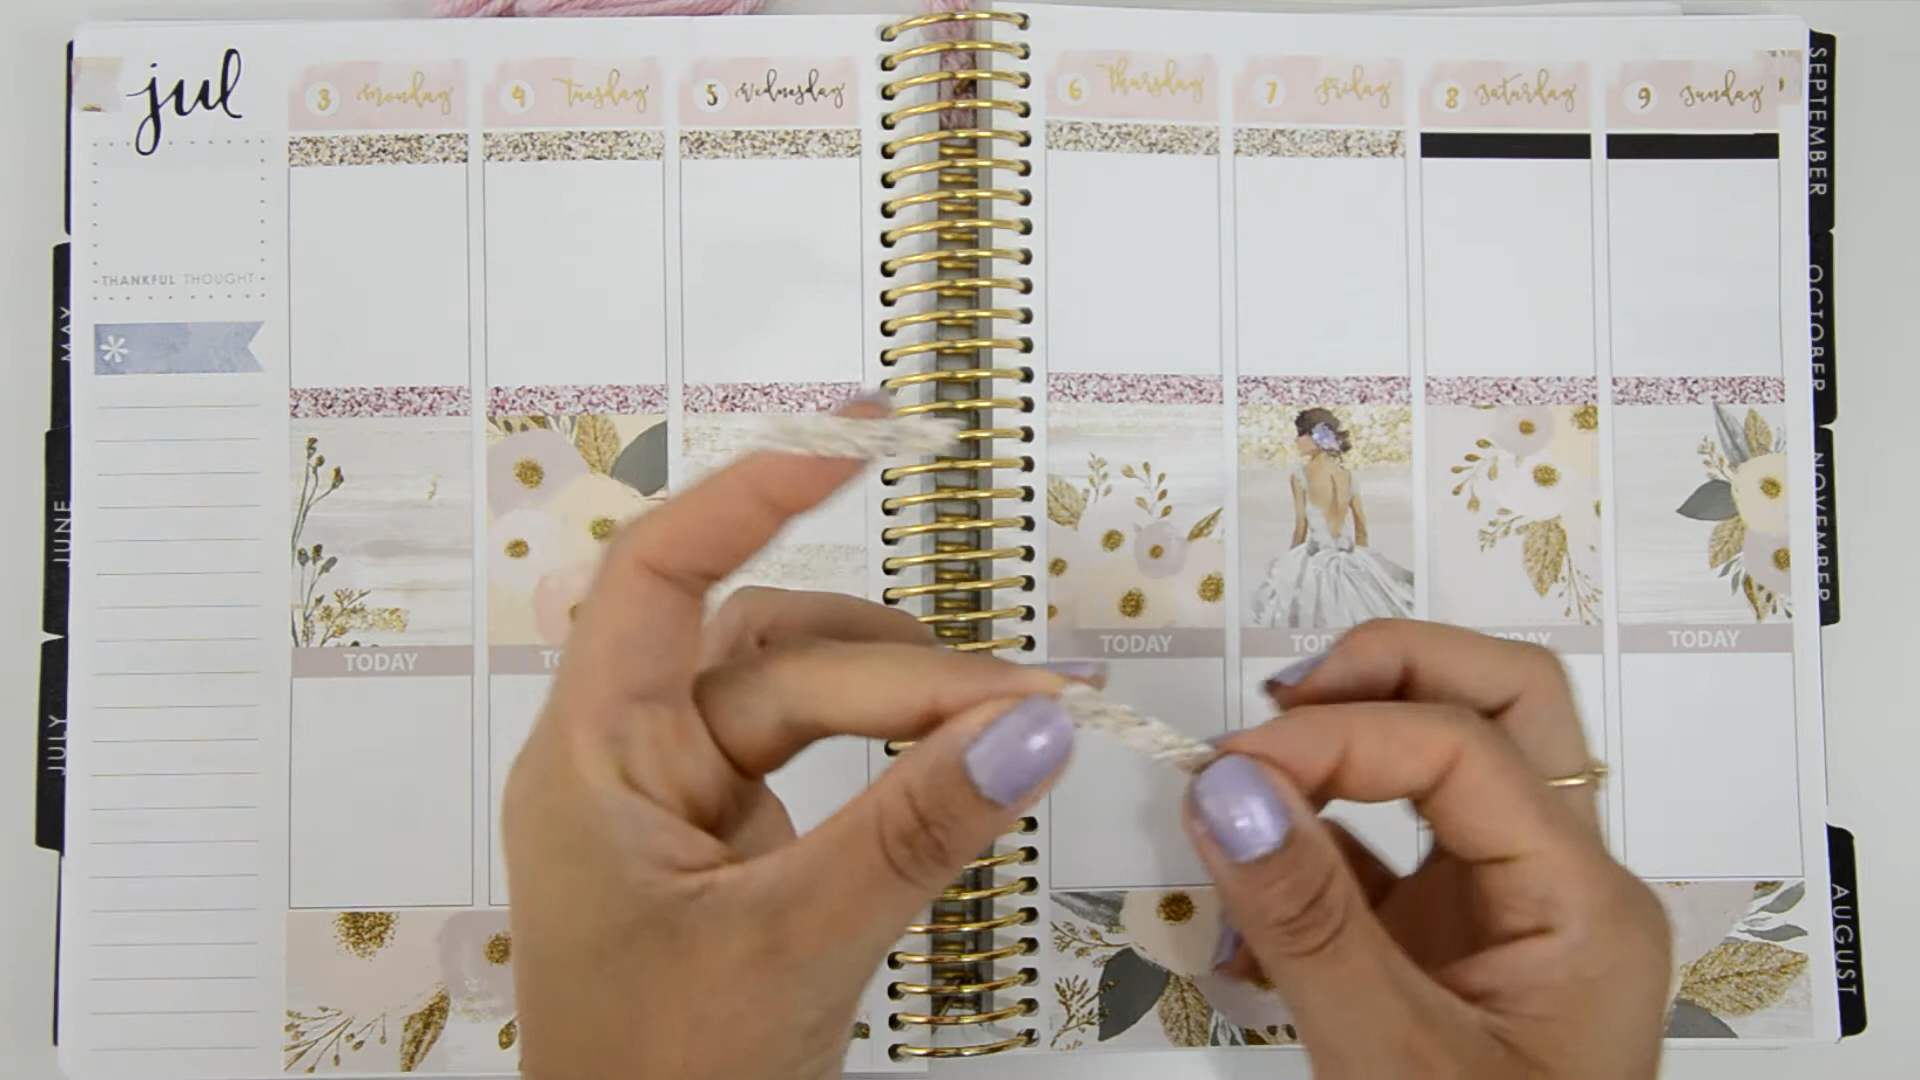 jul
3 Monday
4 Tuesday
5 Wednesday
6 Thursday
7 Friday
8 Saturday
9 Sunday
THANKFUL THOUGHT
*
TODAY
TODAY
TODAY
MAY
JUNE
JULY
SEPTEMBER
OCTOBER
NOVEMBER
AUGUST